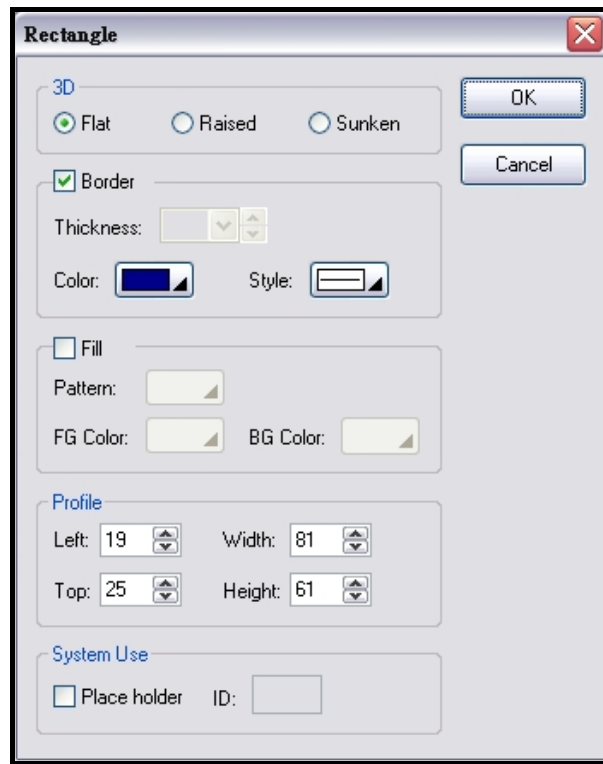 Rectangle
3D
Flat Raised Sunken
OK
Cancel
Border
Thickness:
Color: Style:
Fill
Pattern:
FG Color: BG Color:
Profile
Left: 19 Width: 81
Top: 25 Height: 61
System Use
Place holder ID: